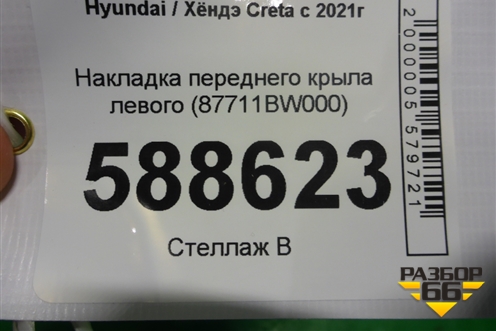 Hyundai / Хёндэ Creta с 2021г
Накладка переднего крыла
левого (87711BW000)
588623
Стеллаж В
2000005579721
РАЗБОР
66